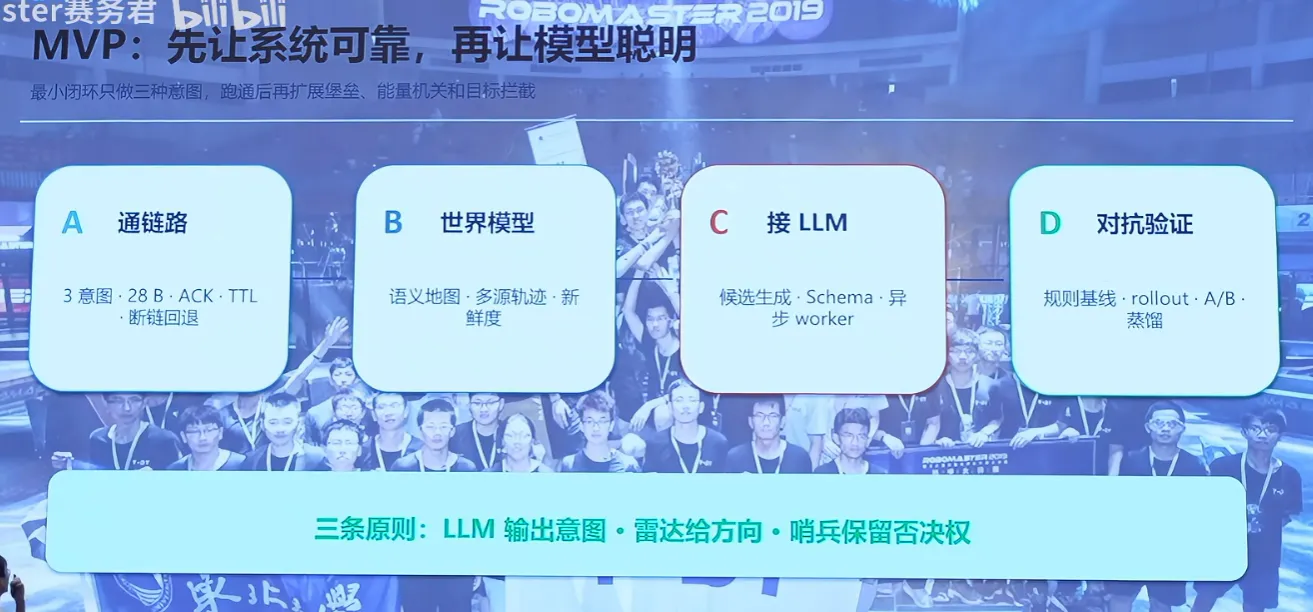 ster赛务君 bilibili
ROBOMASTER 2019
MVP：先让系统可靠，再让模型聪明
最小闭环只做三种意图，跑通后再扩展堡垒、能量机关和目标拦截
A 通链路
3 意图 · 28 B · ACK · TTL
· 断链回退
B 世界模型
语义地图 · 多源轨迹 · 新
鲜度
C 接 LLM
候选生成 · Schema · 异
步 worker
D 对抗验证
规则基线 · rollout · A/B ·
蒸馏
ROBOMASTER 2019
三条原则：LLM 输出意图 • 雷达给方向 • 哨兵保留否决权